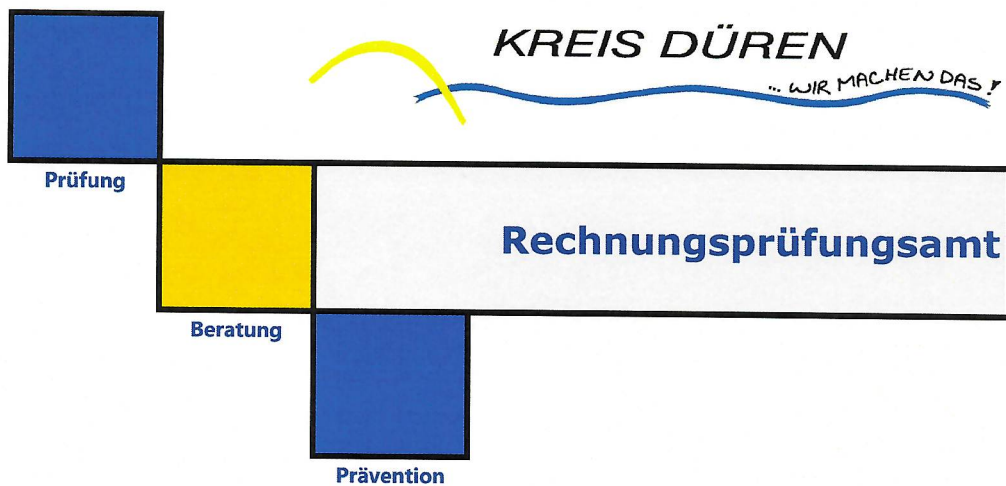 KREIS DÜREN
... WIR MACHEN DAS !
Prüfung
Rechnungsprüfungsamt
Beratung
Prävention